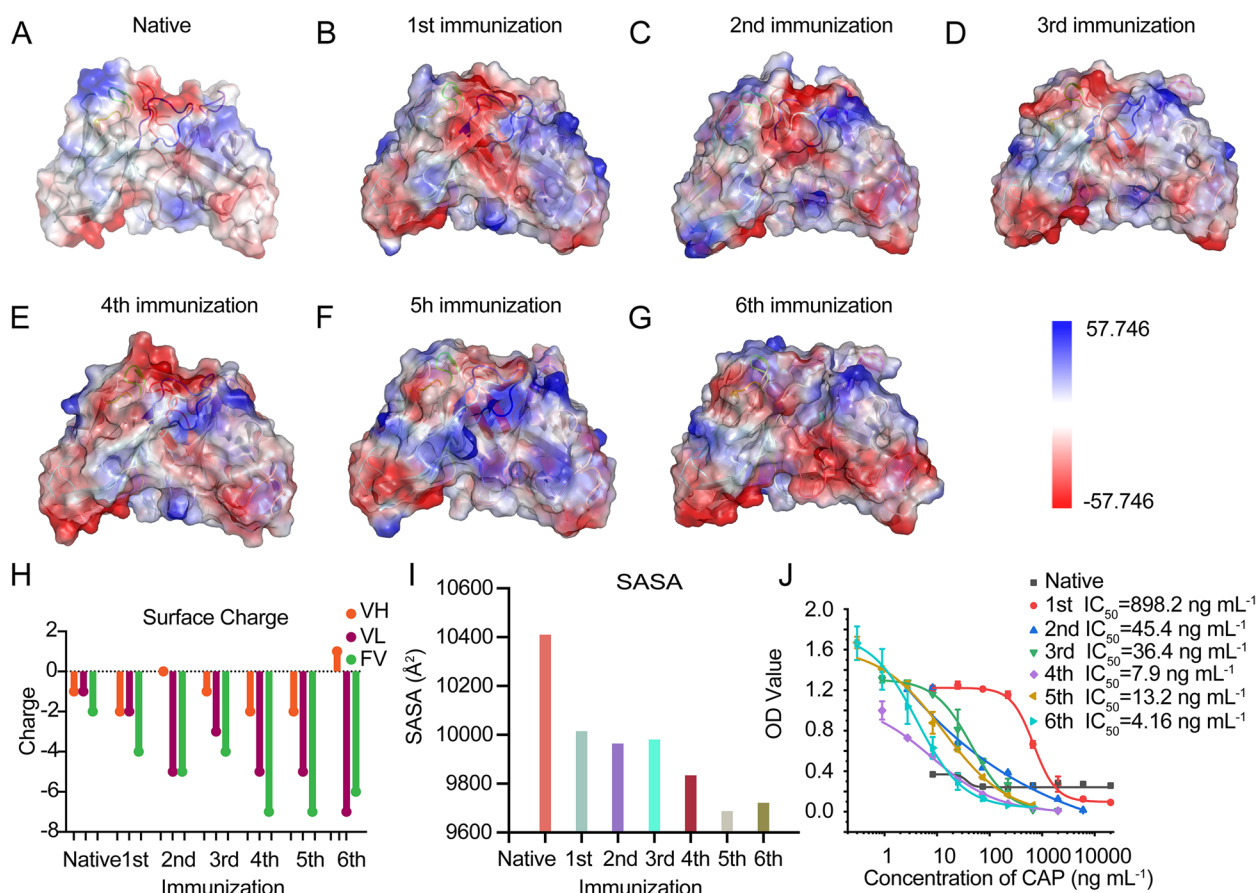 A Native
B 1st immunization
C 2nd immunization
D 3rd immunization
E 4th immunization
F 5h immunization
G 6th immunization
57.746
-57.746
H
Surface Charge
VH
VL
FV
2
0
-2
-4
-6
-8
Charge
Native 1st 2nd 3rd 4th 5th 6th
Immunization
I
SASA
10600
10400
10200
10000
9800
9600
SASA (Å²)
Native 1st 2nd 3rd 4th 5th 6th
Immunization
J
Native
1st IC₅₀=898.2 ng mL⁻¹
2nd IC₅₀=45.4 ng mL⁻¹
3rd IC₅₀=36.4 ng mL⁻¹
4th IC₅₀=7.9 ng mL⁻¹
5th IC₅₀=13.2 ng mL⁻¹
6th IC₅₀=4.16 ng mL⁻¹
2.0
1.6
1.2
0.8
0.4
0.0
OD Value
1 10 100 1000 10000
Concentration of CAP (ng mL⁻¹)